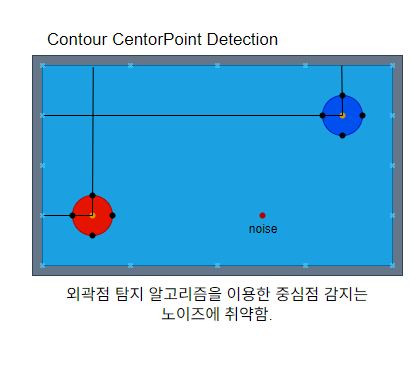 Contour CentorPoint Detection
noise
외곽점 탐지 알고리즘을 이용한 중심점 감지는
노이즈에 취약함.